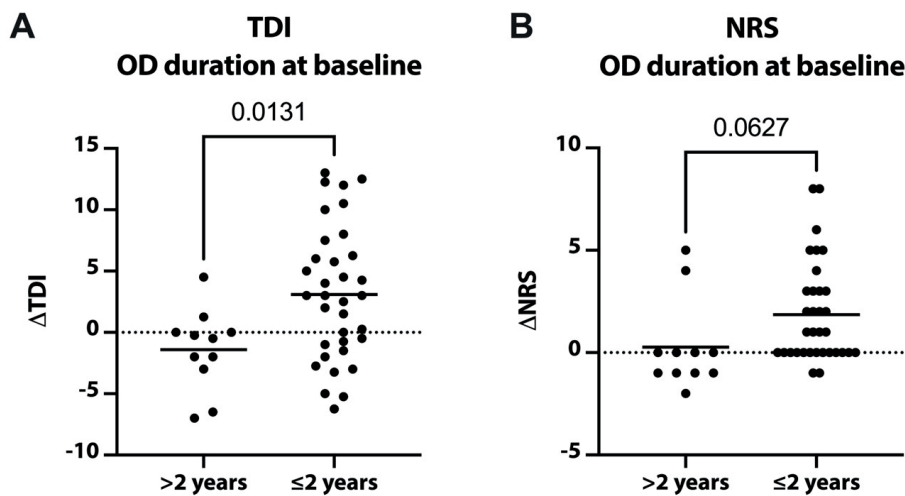 A
TDI
OD duration at baseline
0.0131
15
10
5
0
-5
-10
ΔTDI
>2 years
≤2 years
B
NRS
OD duration at baseline
0.0627
10
5
0
-5
ΔNRS
>2 years
≤2 years